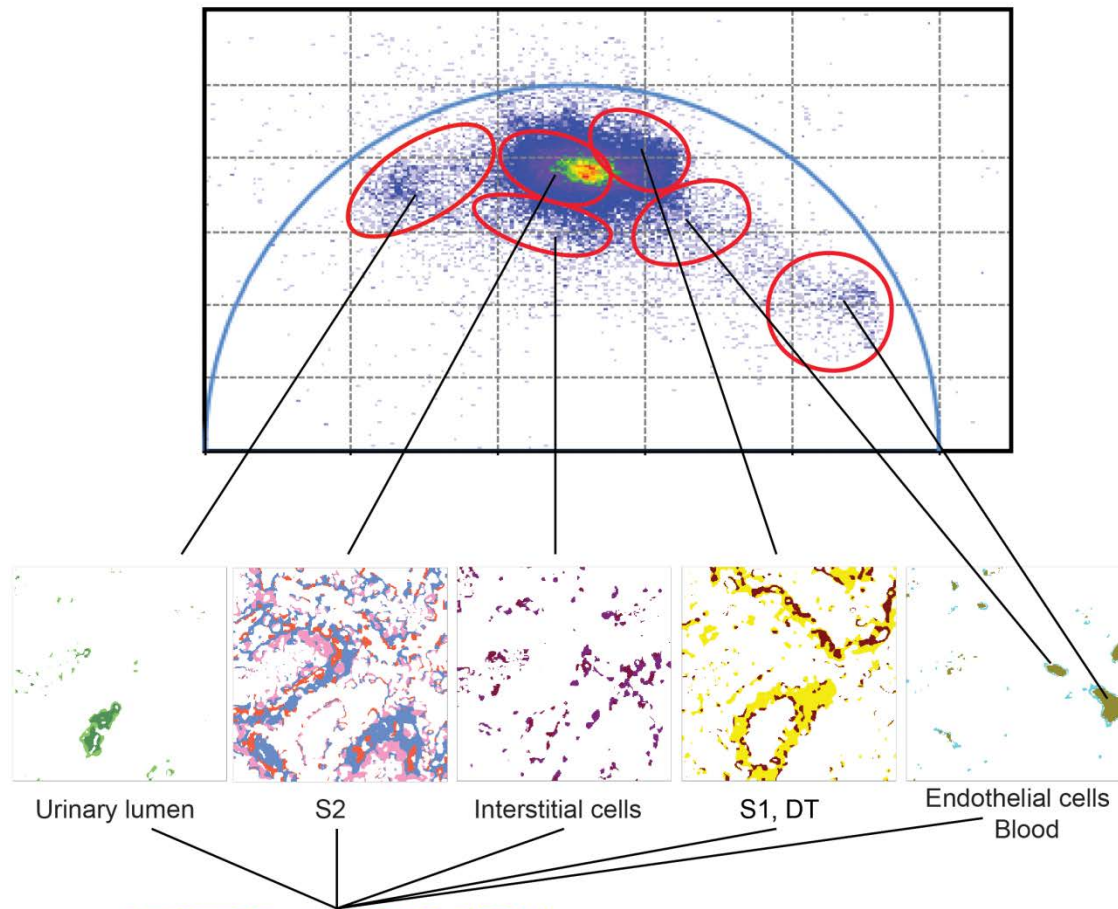 Urinary lumen
S2
Interstitial cells
S1, DT
Endothelial cells
Blood